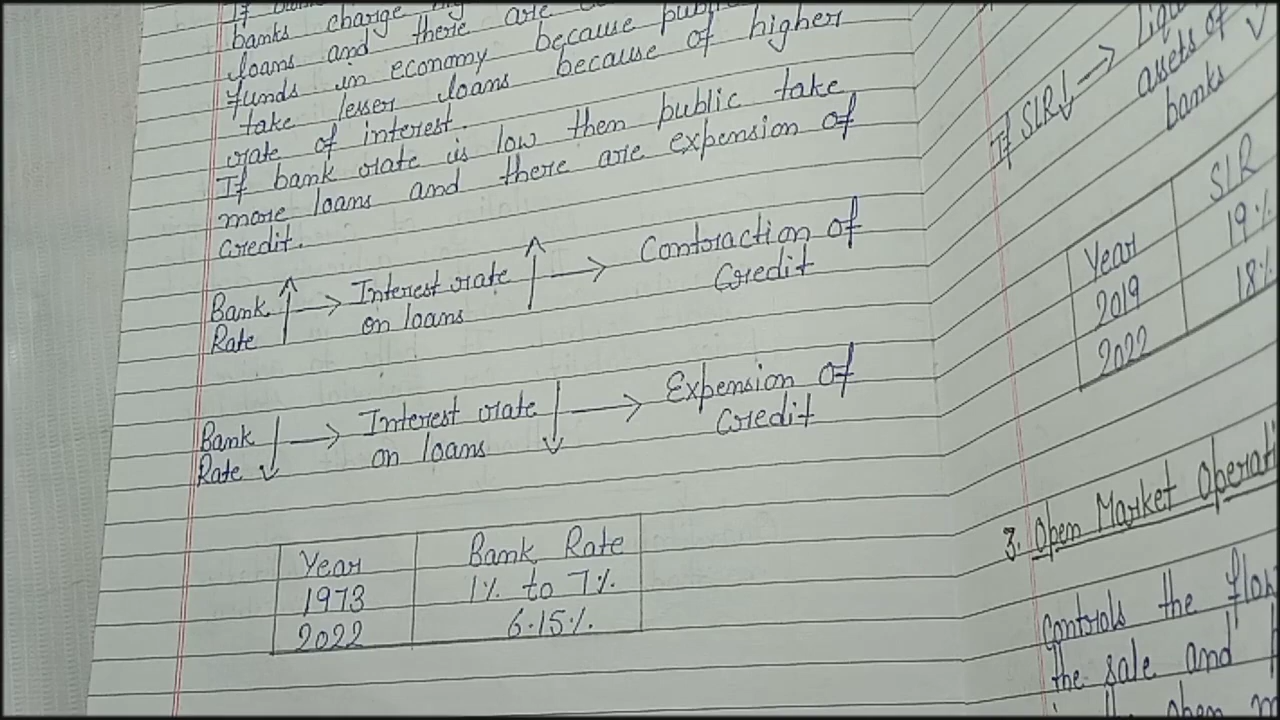 banks charge
loans and there are
funds in economy because
take lesser loans because of higher
rate of interest.
If bank rate is low then public take
more loans and there are expension of
Credit.
Bank Rate ↑ → Interest rate on loans ↑ → Contraction of Credit
Bank Rate ↓ → Interest rate on loans ↓ → Expension of Credit
Year Bank Rate
1973 1% to 7%
2022 6.15%
If SLR↓ →
assets of ↓
banks
Year SLR
2019 19%
2022 18%
3. Open Market
controls the
the sale and